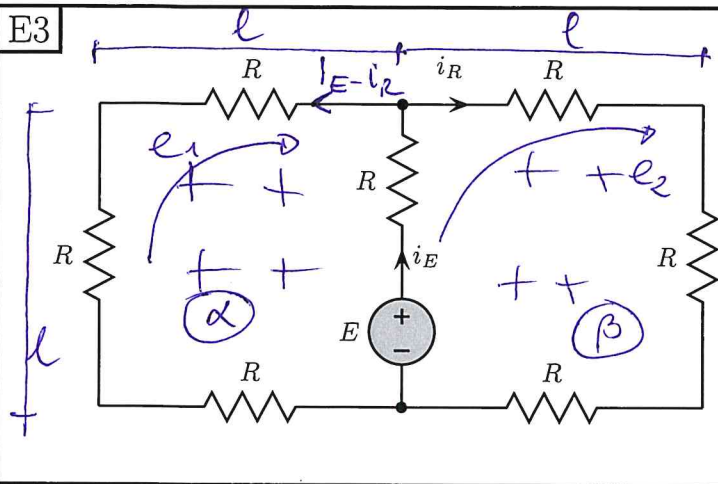 E3
ℓ ℓ
R i_E-i_R i_R R
e_1 + + + + e_2
R
R i_E R
+ + + +
α β
ℓ
E + −
R R